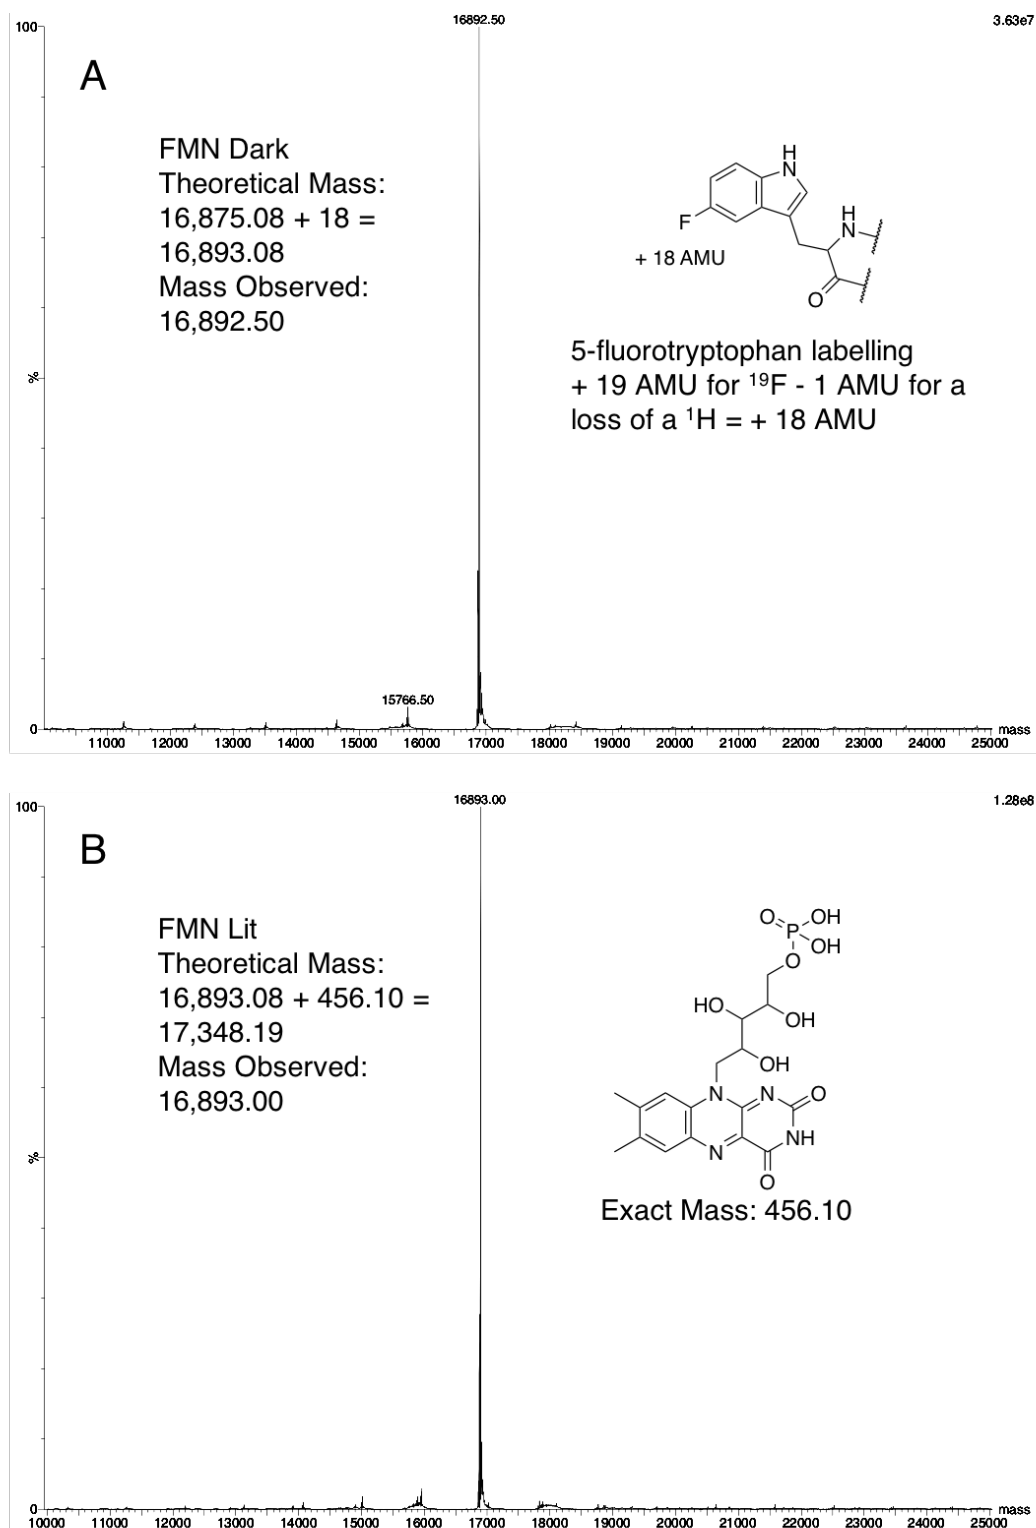 16892.50
3.63e7
100
A
FMN Dark
Theoretical Mass:
16,875.08 + 18 =
16,893.08
Mass Observed:
16,892.50
H
N
F
H
N
O
+ 18 AMU
5-fluorotryptophan labelling
+ 19 AMU for ¹⁹F - 1 AMU for a
loss of a ¹H = + 18 AMU
%
15766.50
0
11000 12000 13000 14000 15000 16000 17000 18000 19000 20000 21000 22000 23000 24000 25000 mass
16893.00
1.28e8
100
B
FMN Lit
Theoretical Mass:
16,893.08 + 456.10 =
17,348.19
Mass Observed:
16,893.00
O OH
P
OH
O
HO
OH
OH
N N O
NH
N
O
Exact Mass: 456.10
%
0
10000 11000 12000 13000 14000 15000 16000 17000 18000 19000 20000 21000 22000 23000 24000 25000 mass